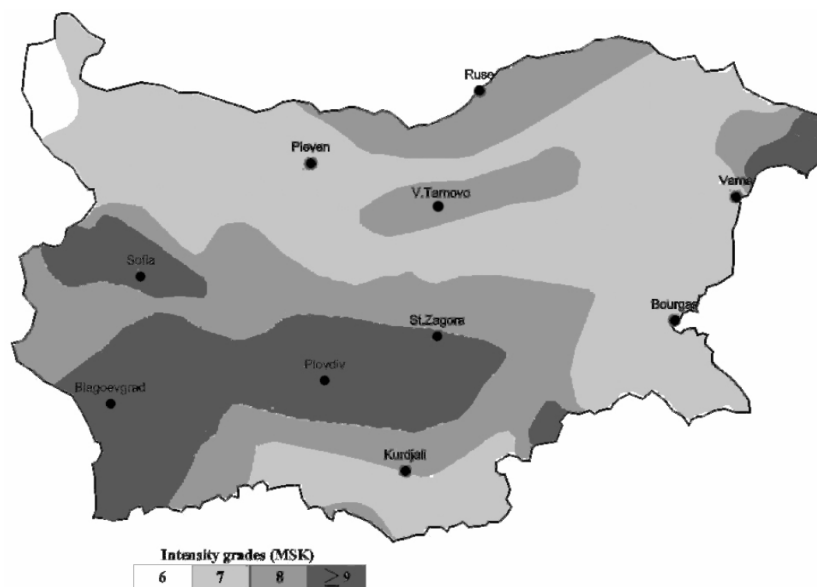 Ruse
Pleven
V.Tarnovo
Varna
Sofia
Bourgas
St.Zagora
Plovdiv
Blagoevgrad
Kurdjali
Intensity grades (MSK)
6 7 8 ≥9